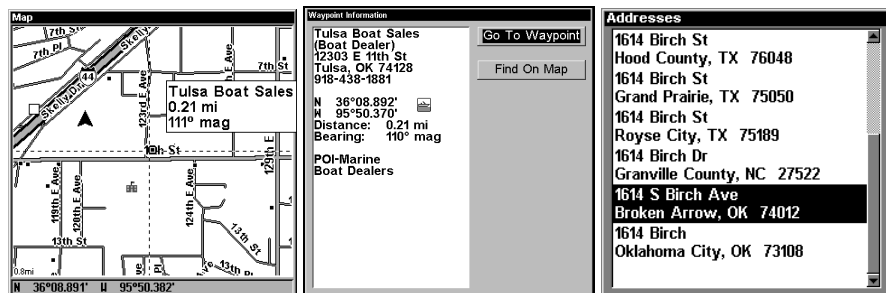 Map
7th Pl
7th St
Skelly
44
7th St
Skelly Dr
123rd E Ave
Tulsa Boat Sales
0.21 mi
111º mag
11th St
129th E
119th E Ave
120th E Ave
124th E Ave
13th St
13th St
13th
Pl
0.8mi
N 36°08.891' W 95°50.382'
Waypoint Information
Tulsa Boat Sales
(Boat Dealer)
12303 E 11th St
Tulsa, OK 74128
918-438-1881
N 36°08.892'
W 95°50.370'
Distance: 0.21 mi
Bearing: 110° mag
POI-Marine
Boat Dealers
Go To Waypoint
Find On Map
Addresses
1614 Birch St
Hood County, TX 76048
1614 Birch St
Grand Prairie, TX 75050
1614 Birch St
Royse City, TX 75189
1614 Birch Dr
Granville County, NC 27522
1614 S Birch Ave
Broken Arrow, OK 74012
1614 Birch
Oklahoma City, OK 73108